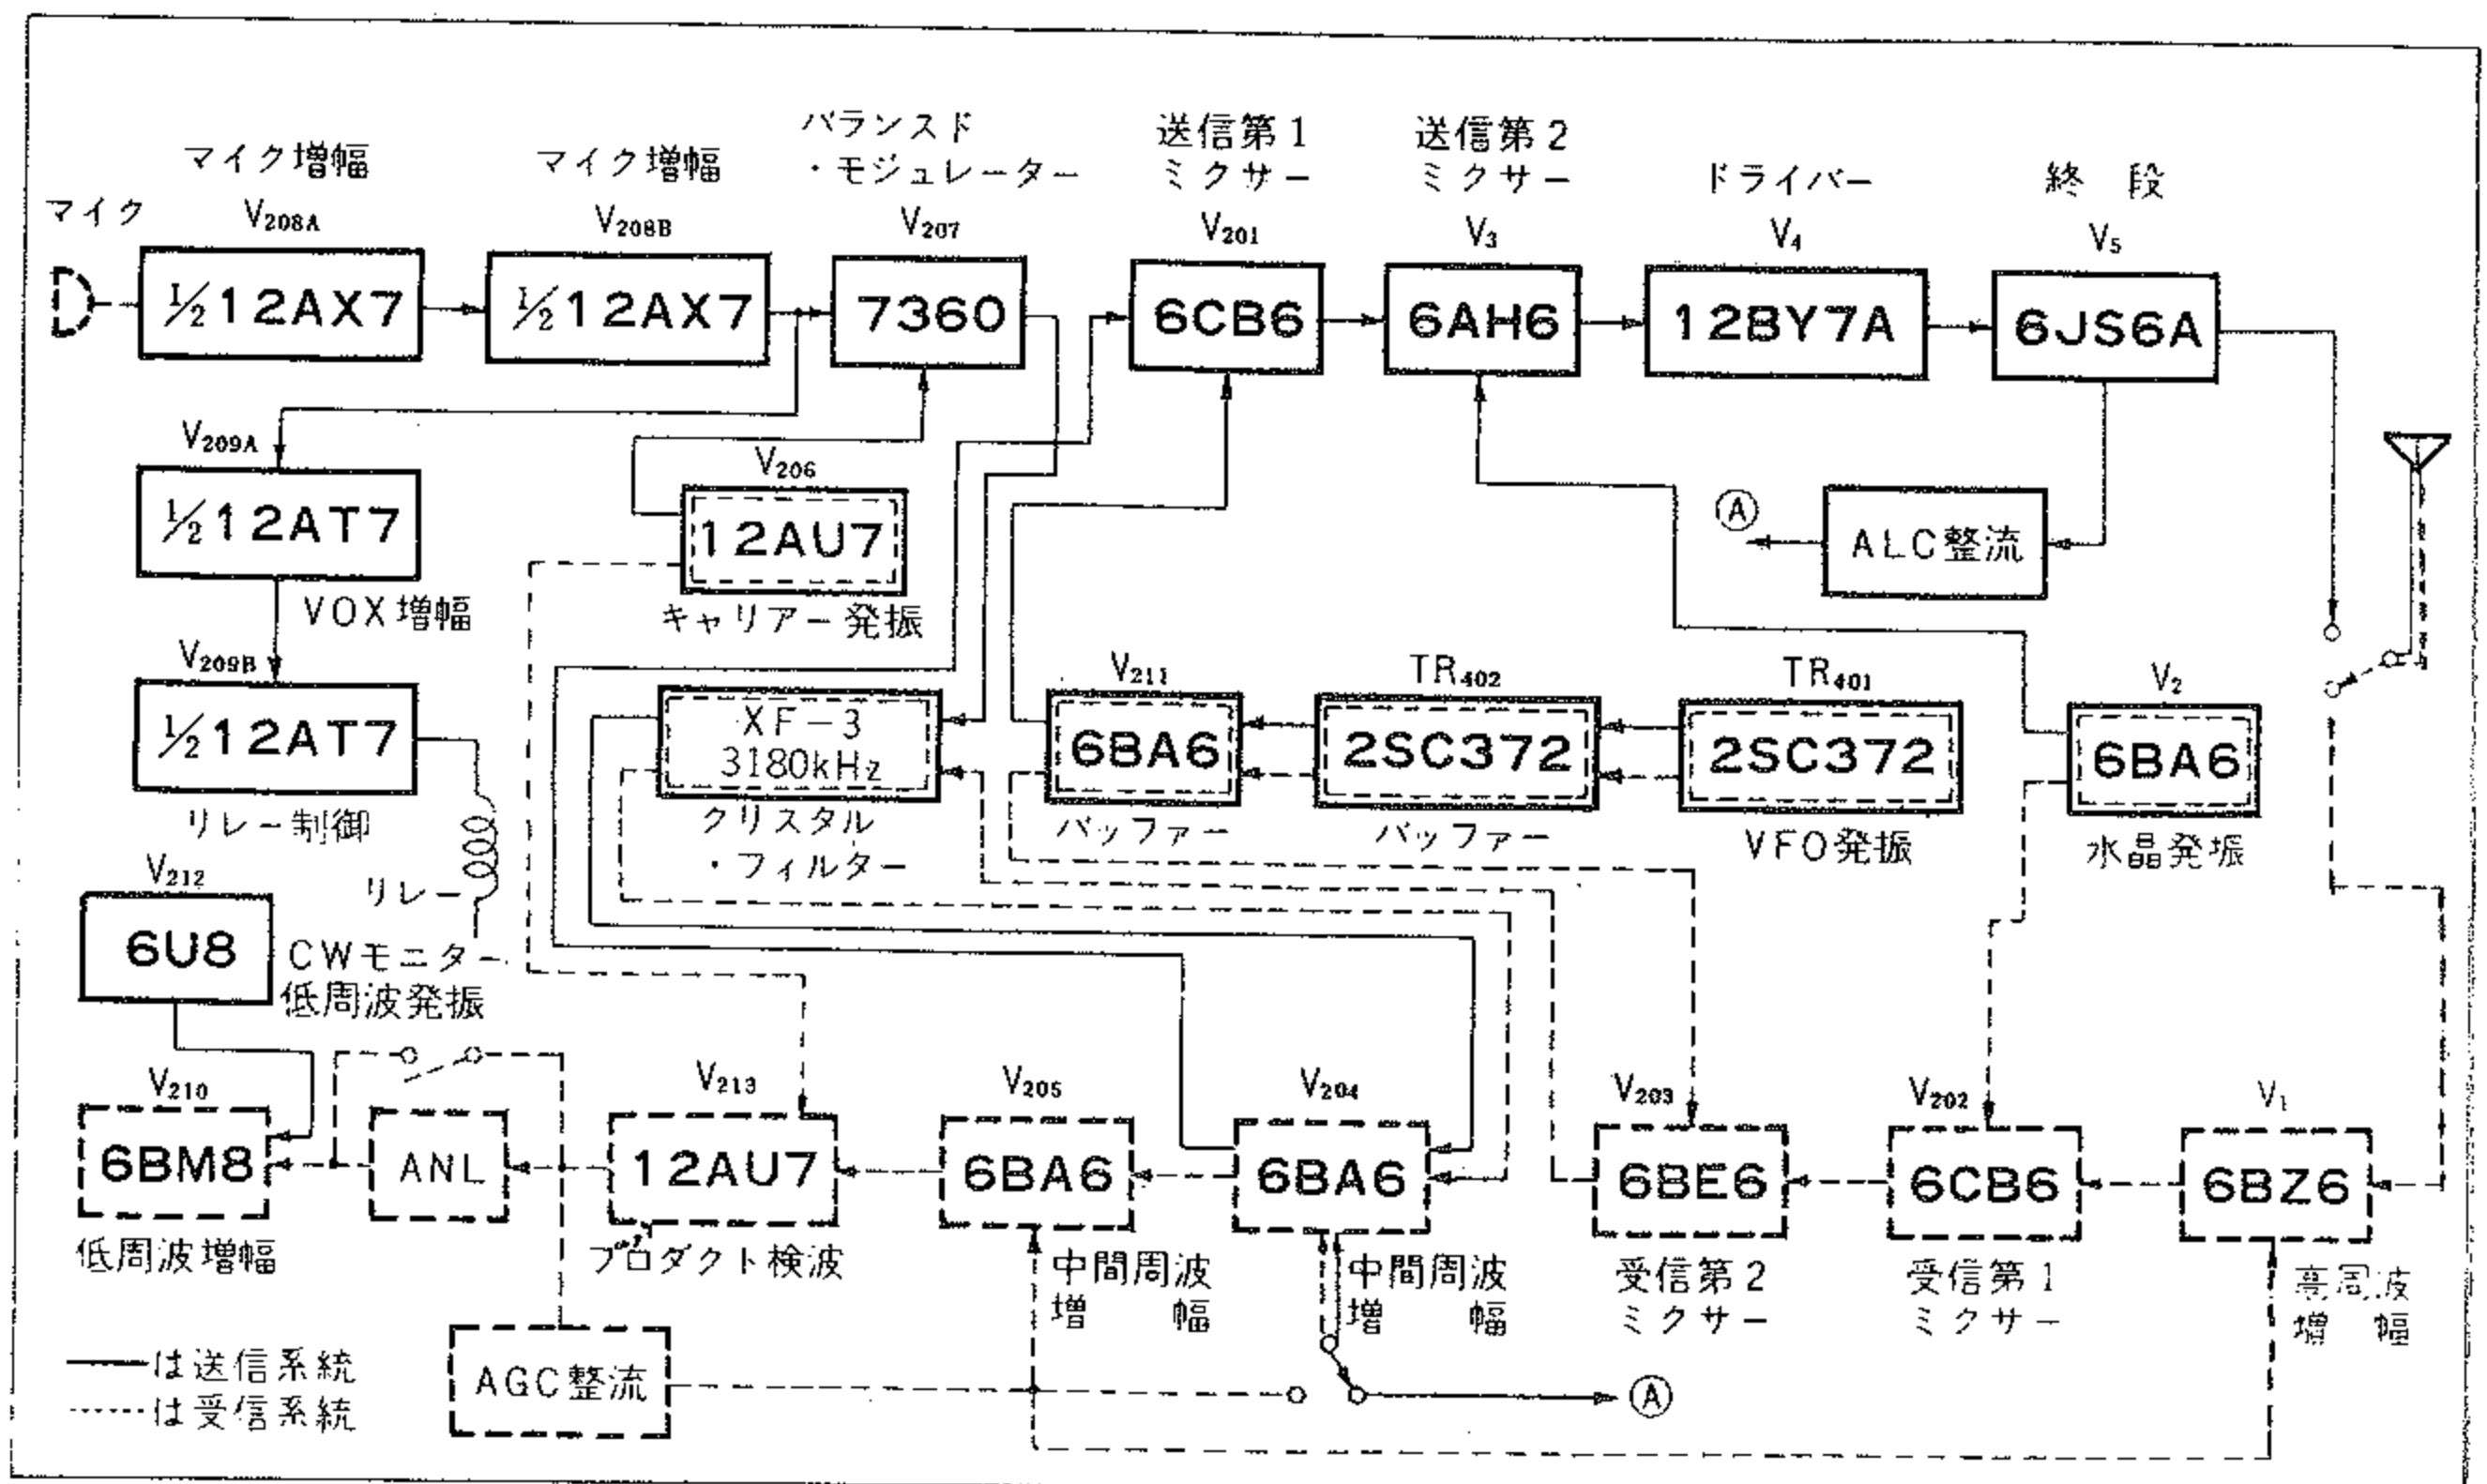 マイク
マイク増幅
V208A
½12AX7
マイク増幅
V208B
½12AX7
バランスド
・モジュレーター
V207
7360
送信第1
ミクサー
V201
6CB6
送信第2
ミクサー
V3
6AH6
ドライバー
V4
12BY7A
終 段
V5
6JS6A
V209A
½12AT7
VOX増幅
V206
12AU7
キャリアー発振
Ⓐ
ALC整流
V209B
½12AT7
リレー制御
リレー
XF-3
3180kHz
クリスタル
・フィルター
V211
6BA6
バッファー
TR402
2SC372
バッファー
TR401
2SC372
VFO発振
V2
6BA6
水晶発振
V212
6U8
CWモニター
低周波発振
V210
6BM8
低周波増幅
ANL
V213
12AU7
プロダクト検波
V205
6BA6
中間周波
増 幅
V204
6BA6
中間周波
増 幅
V203
6BE6
受信第2
ミクサー
V202
6CB6
受信第1
ミクサー
V1
6BZ6
高周波
増 幅
AGC整流
Ⓐ
は送信系統
は受信系統